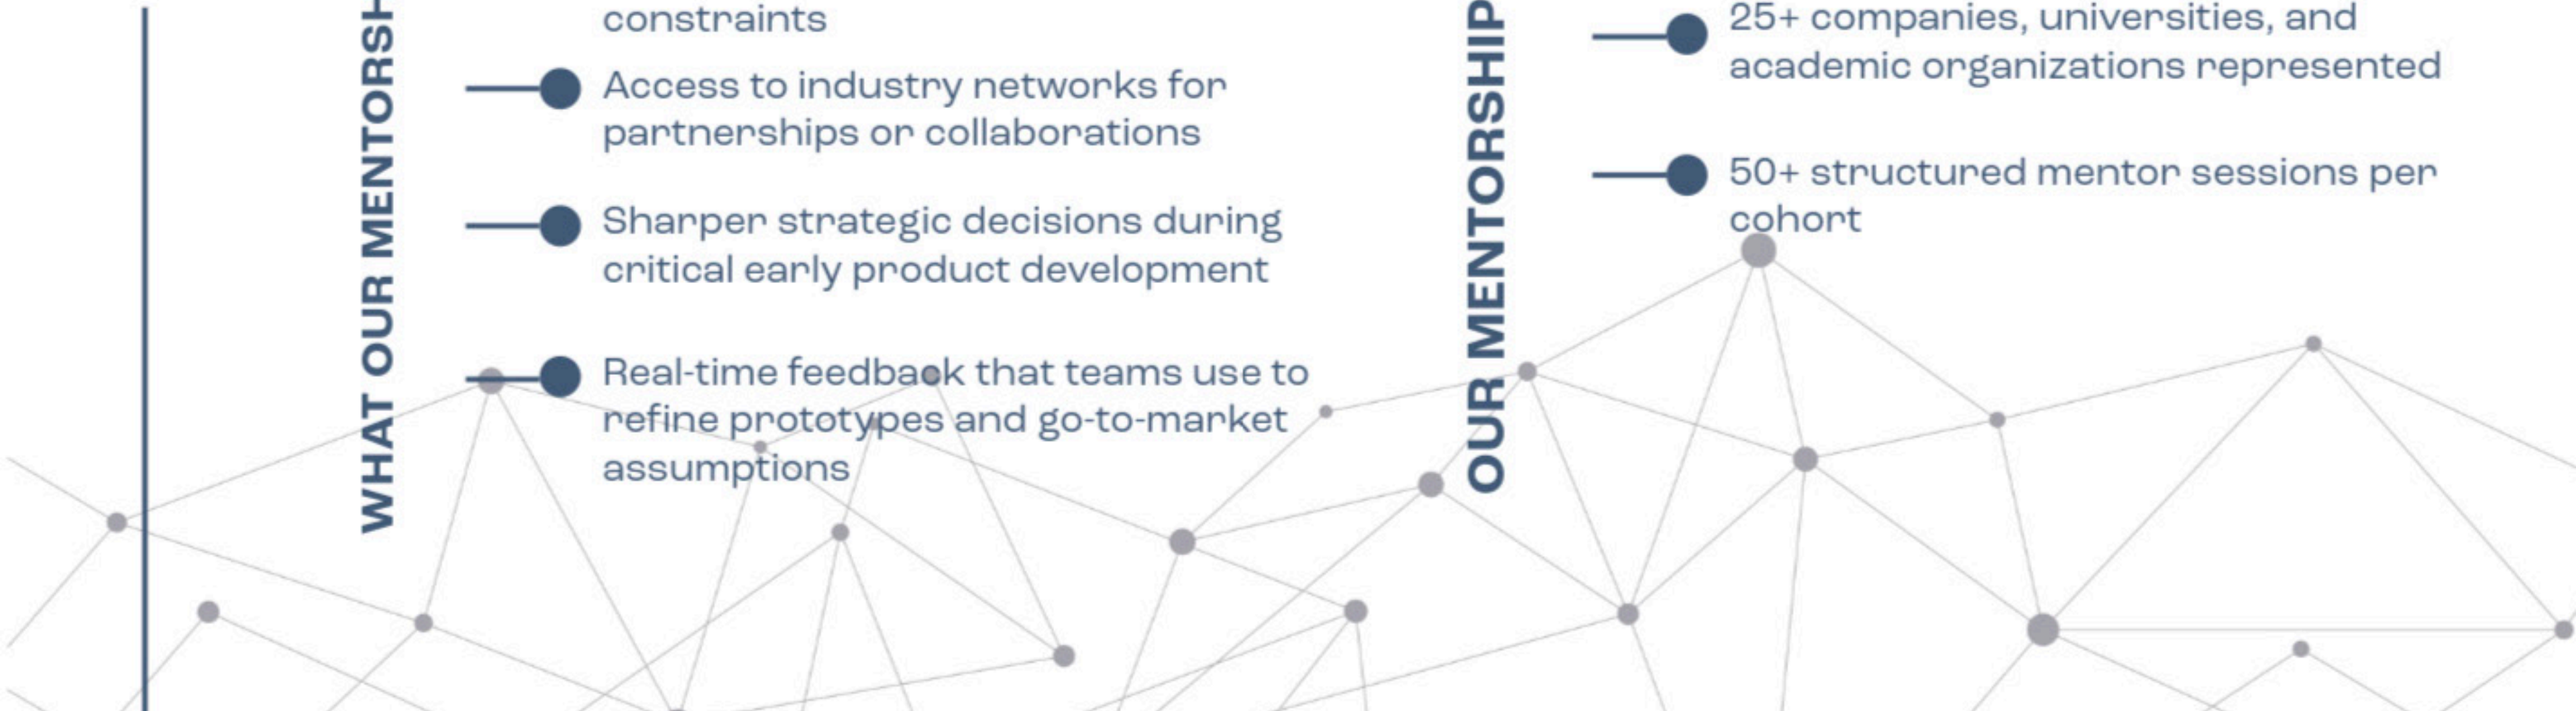 WHAT OUR
constraints
Access to industry networks for
partnerships or collaborations
Sharper strategic decisions during
critical early product development
Real-time feedback that teams use to
refine prototypes and go-to-market
assumptions
OUR MENTORSHIP
25+ companies, universities, and
academic organizations represented
50+ structured mentor sessions per
cohort